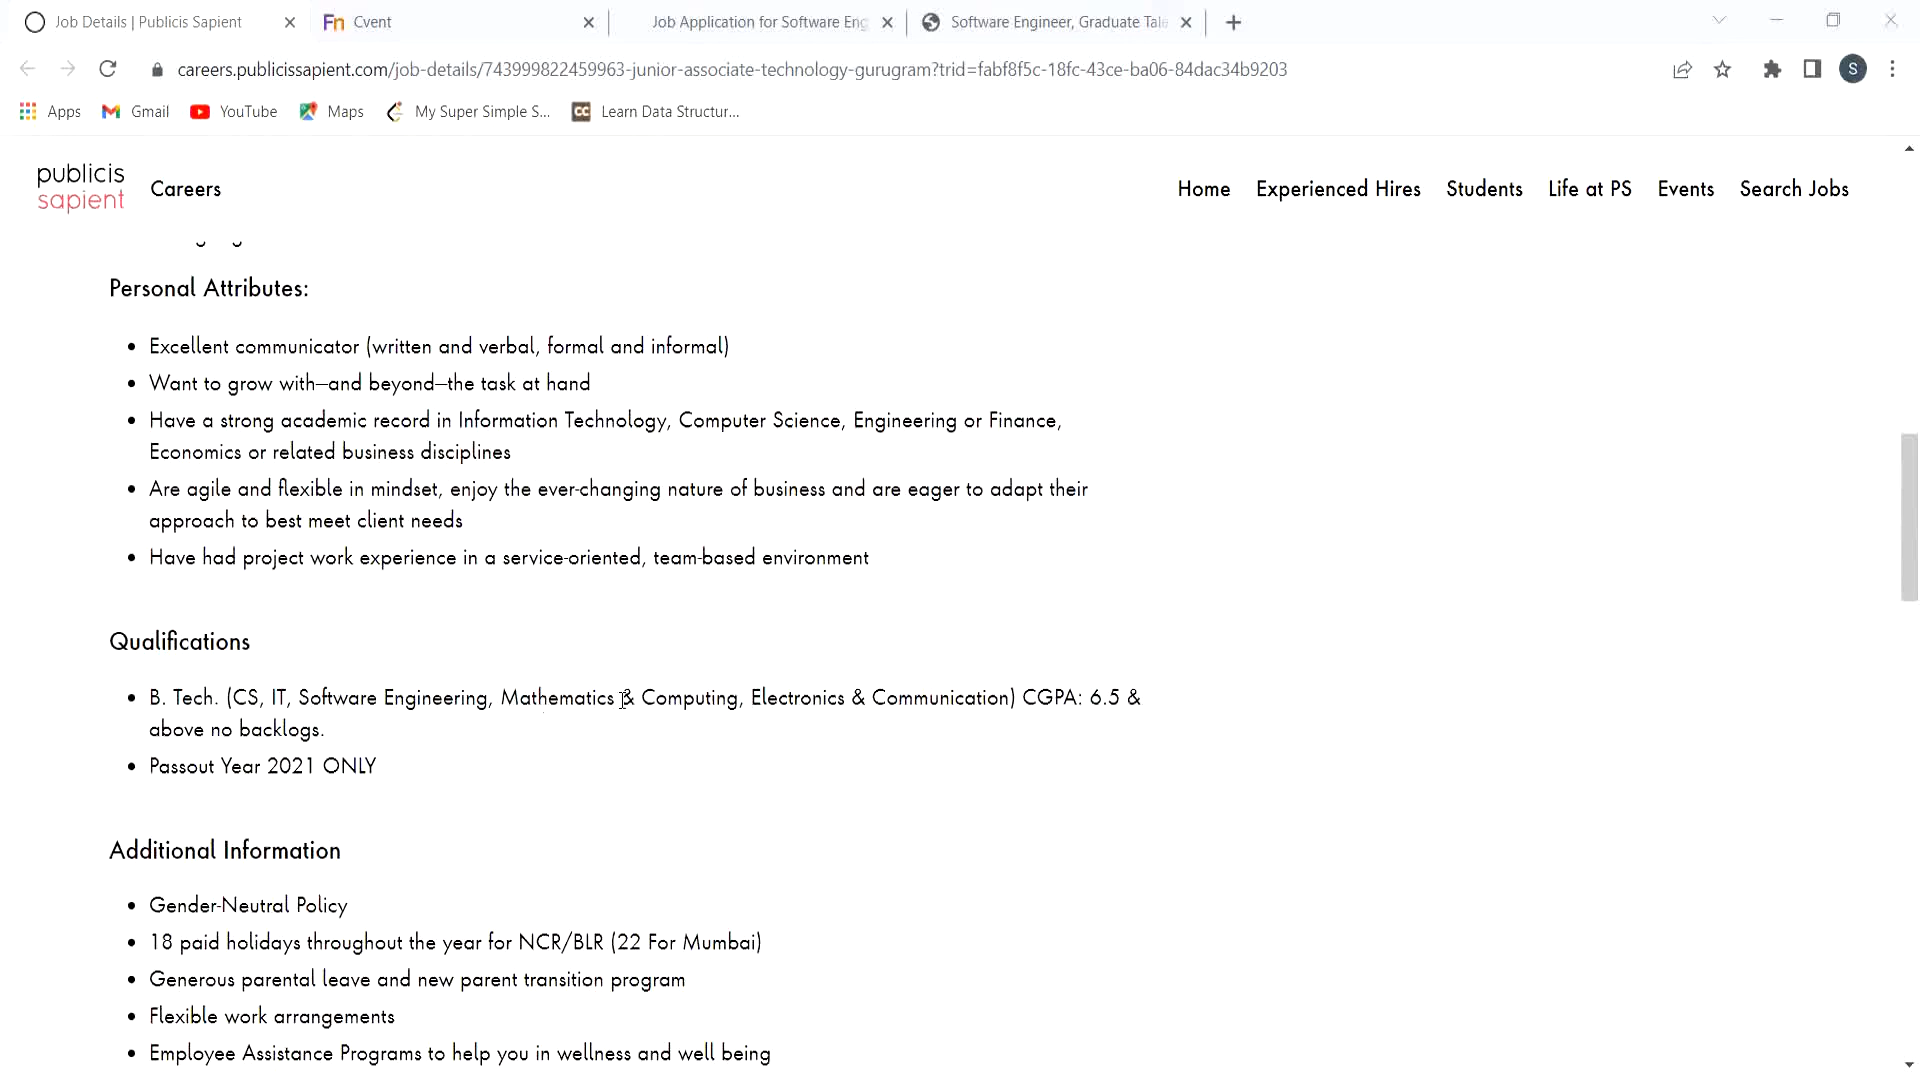 Job Details | Publicis Sapient
Cvent
Job Application for Software Eng
Software Engineer, Graduate Tale
careers.publicissapient.com/job-details/743999822459963-junior-associate-technology-gurugram?trid=fabf8f5c-18fc-43ce-ba06-84dac34b9203
S
Apps
Gmail
YouTube
Maps
My Super Simple S...
Learn Data Structur...
publicis
sapient
Careers
Home
Experienced Hires
Students
Life at PS
Events
Search Jobs
Personal Attributes:
• Excellent communicator (written and verbal, formal and informal)
• Want to grow with—and beyond—the task at hand
• Have a strong academic record in Information Technology, Computer Science, Engineering or Finance,
Economics or related business disciplines
• Are agile and flexible in mindset, enjoy the ever-changing nature of business and are eager to adapt their
approach to best meet client needs
• Have had project work experience in a service-oriented, team-based environment
Qualifications
• B. Tech. (CS, IT, Software Engineering, Mathematics & Computing, Electronics & Communication) CGPA: 6.5 &
above no backlogs.
• Passout Year 2021 ONLY
Additional Information
• Gender-Neutral Policy
• 18 paid holidays throughout the year for NCR/BLR (22 For Mumbai)
• Generous parental leave and new parent transition program
• Flexible work arrangements
• Employee Assistance Programs to help you in wellness and well being